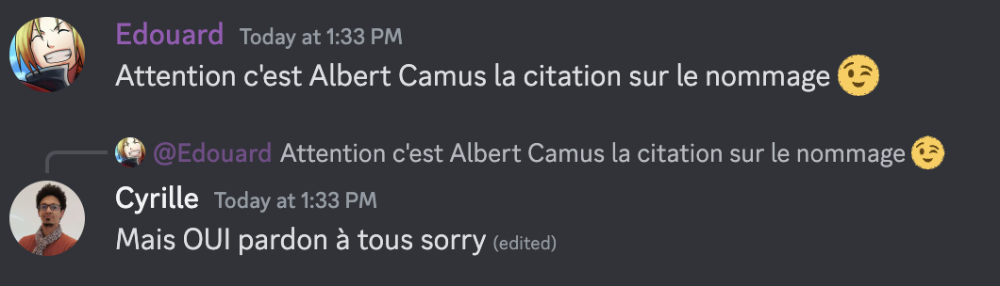 Edouard Today at 1:33 PM
Attention c'est Albert Camus la citation sur le nommage 😉
@Edouard Attention c'est Albert Camus la citation sur le nommage 😉
Cyrille Today at 1:33 PM
Mais OUI pardon à tous sorry (edited)